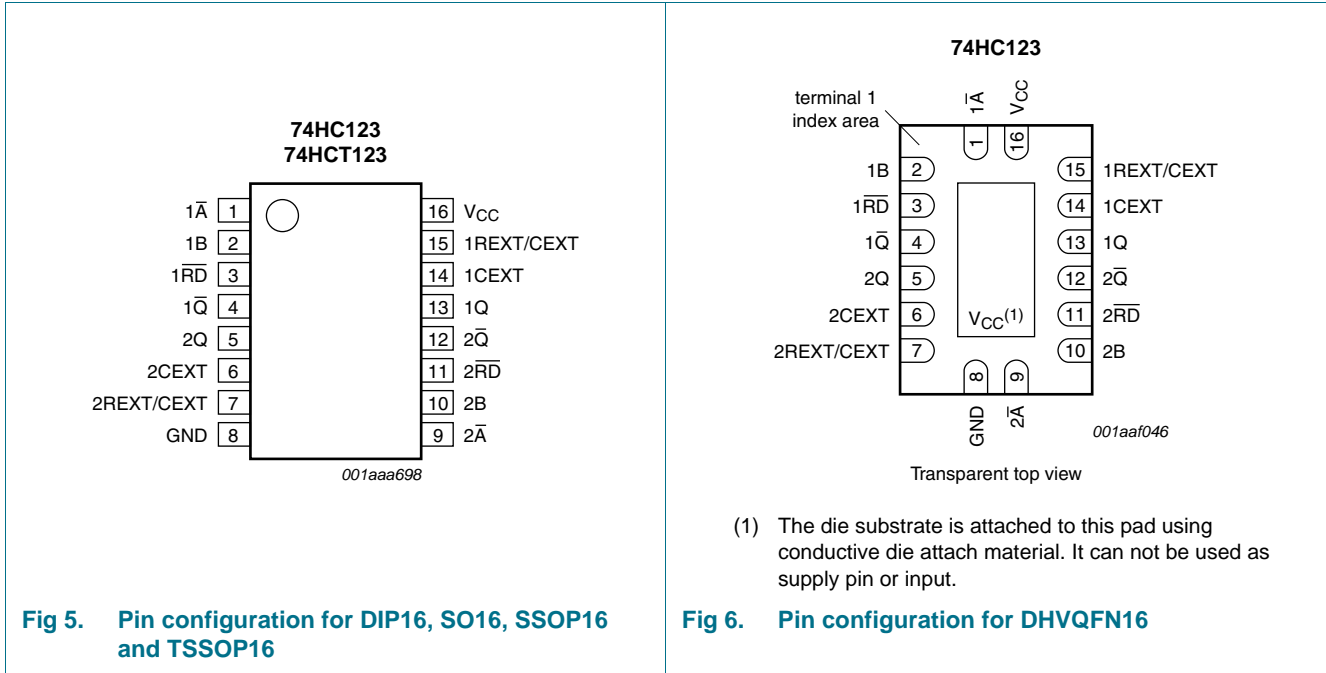 74HC123
74HCT123
1A̅ 1
1B 2
1R̅D̅ 3
1Q̅ 4
2Q 5
2CEXT 6
2REXT/CEXT 7
GND 8
16 VCC
15 1REXT/CEXT
14 1CEXT
13 1Q
12 2Q̅
11 2R̅D̅
10 2B
9 2A̅
001aaa698
Fig 5. Pin configuration for DIP16, SO16, SSOP16
and TSSOP16
74HC123
terminal 1
index area
1A̅
VCC
1
16
1B 2
1R̅D̅ 3
1Q̅ 4
2Q 5
2CEXT 6
2REXT/CEXT 7
15 1REXT/CEXT
14 1CEXT
13 1Q
12 2Q̅
11 2R̅D̅
10 2B
VCC(1)
8
9
GND
2A̅
001aaf046
Transparent top view
(1) The die substrate is attached to this pad using
conductive die attach material. It can not be used as
supply pin or input.
Fig 6. Pin configuration for DHVQFN16